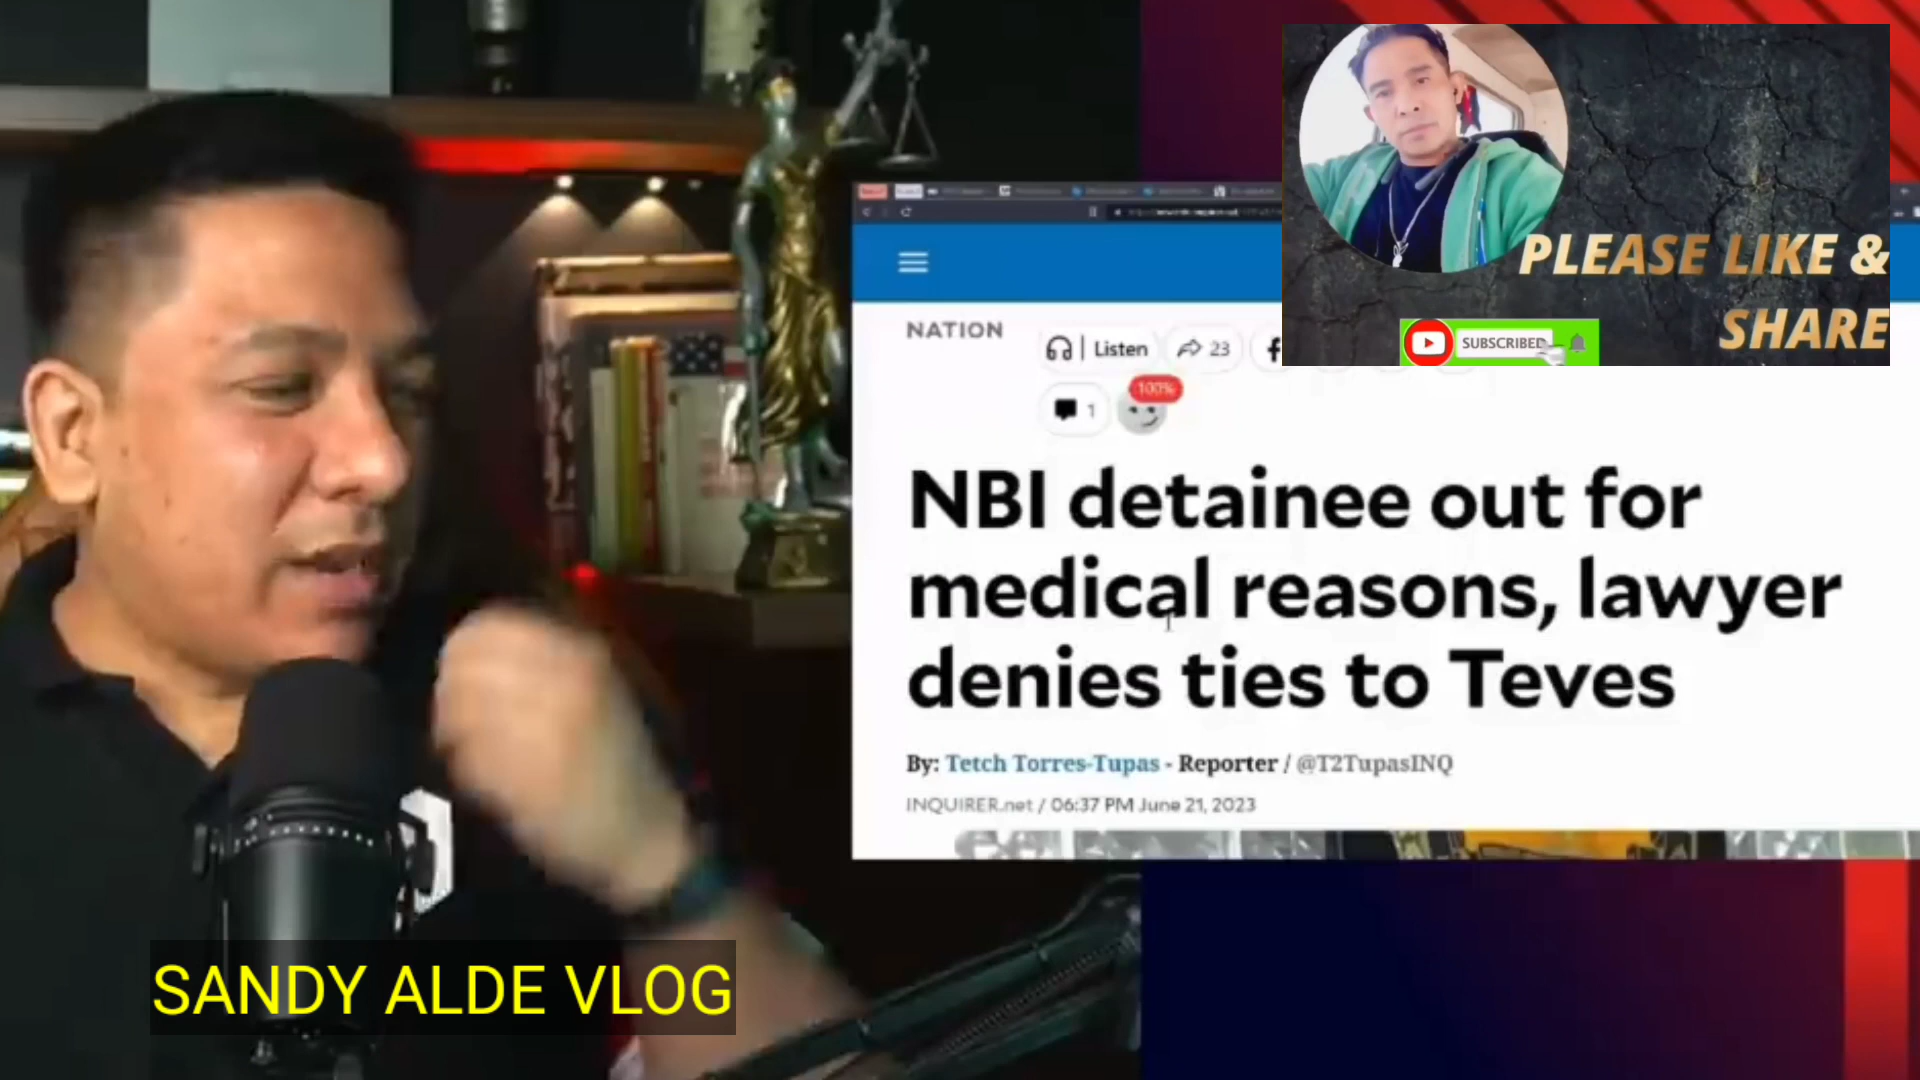 PLEASE LIKE &
SHARE
SUBSCRIBED
NATION
Listen
23
100%
1
NBI detainee out for
medical reasons, lawyer
denies ties to Teves
By: Tetch Torres-Tupas - Reporter / @T2TupasINQ
INQUIRER.net / 06:37 PM June 21, 2023
SANDY ALDE VLOG